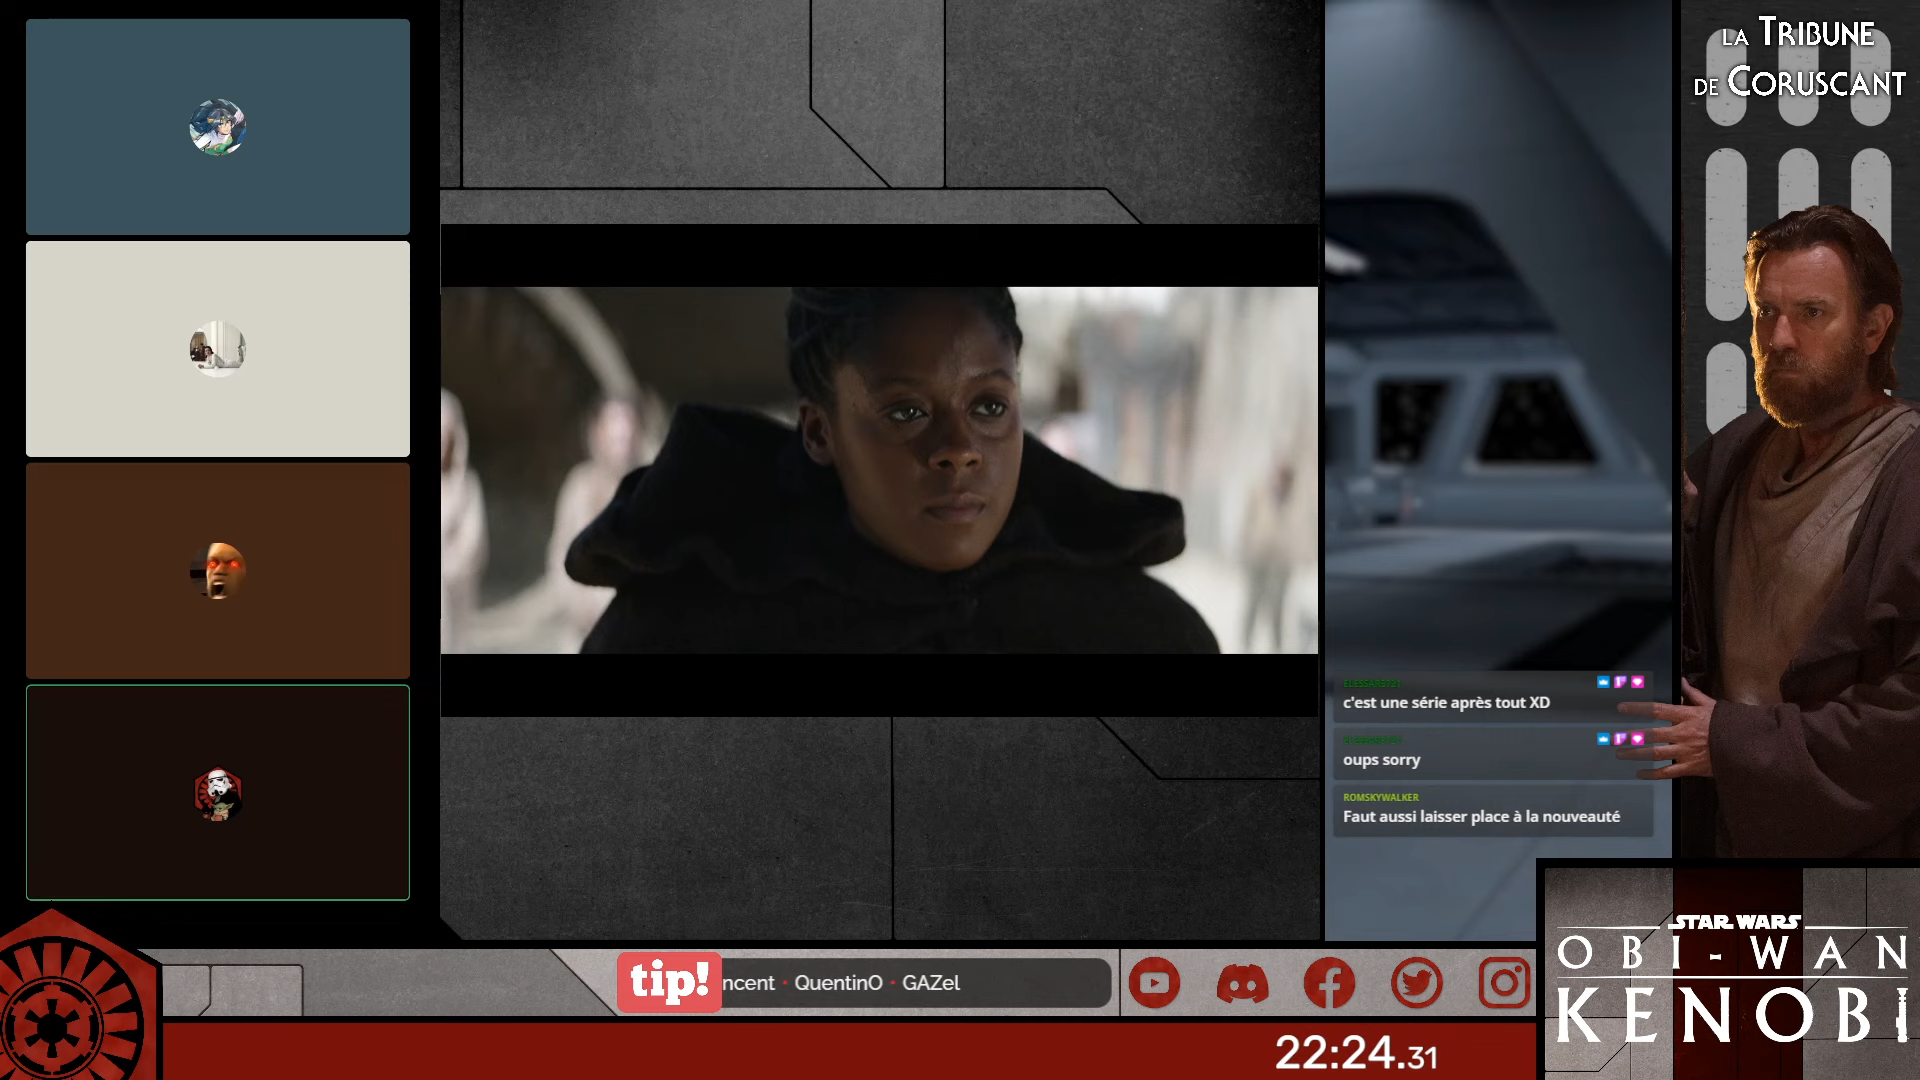 LA TRIBUNE
DE CORUSCANT
c'est une série après tout XD
oups sorry
ROMSKYWALKER
Faut aussi laisser place à la nouveauté
tip! ncent • QuentinO • GAZel
22:24.31
STAR WARS
OBI-WAN
KENOBI